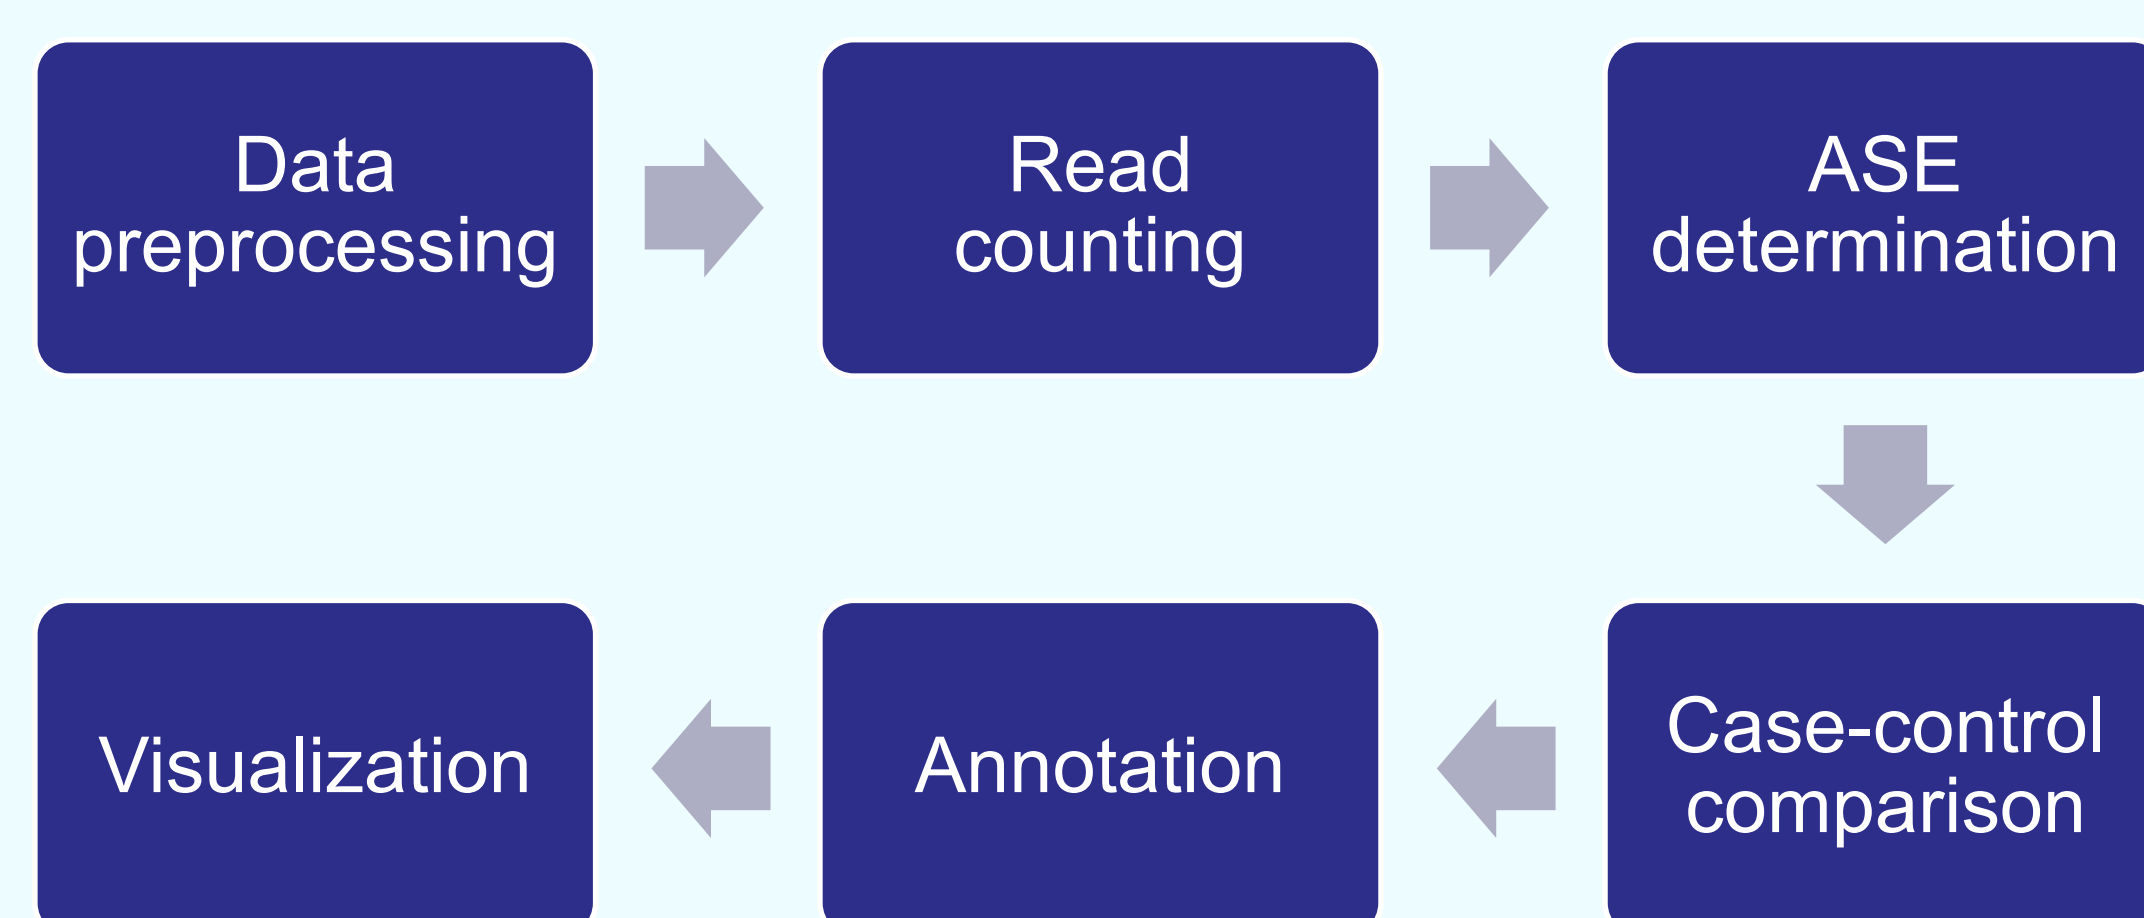 Data
preprocessing
Read
counting
ASE
determination
Case-control
comparison
Annotation
Visualization